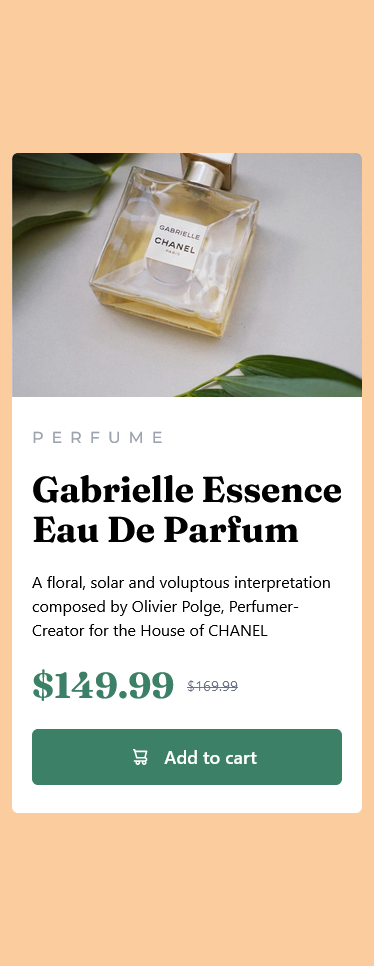 GABRIELLE
CHANEL
PARIS
PERFUME
Gabrielle Essence
Eau De Parfum
A floral, solar and voluptous interpretation
composed by Olivier Polge, Perfumer-
Creator for the House of CHANEL
$149.99 $169.99
Add to cart